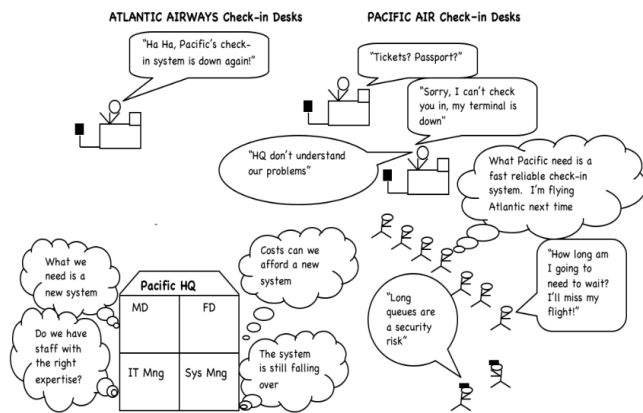 ATLANTIC AIRWAYS Check-in Desks
PACIFIC AIR Check-in Desks
"Ha Ha, Pacific's check-
in system is down again!"
"Tickets? Passport?"
"Sorry, I can't check
you in, my terminal is
down"
"HQ don't understand
our problems"
What Pacific need is a
fast reliable check-in
system. I'm flying
Atlantic next time
What we
need is a
new system
Costs can we
afford a new
system
"How long am
I going to
need to wait?
I'll miss my
flight!"
Pacific HQ
MD
FD
"Long
queues are
a security
risk"
Do we have
staff with
the right
expertise?
IT Mng
Sys Mng
The system
is still falling
over